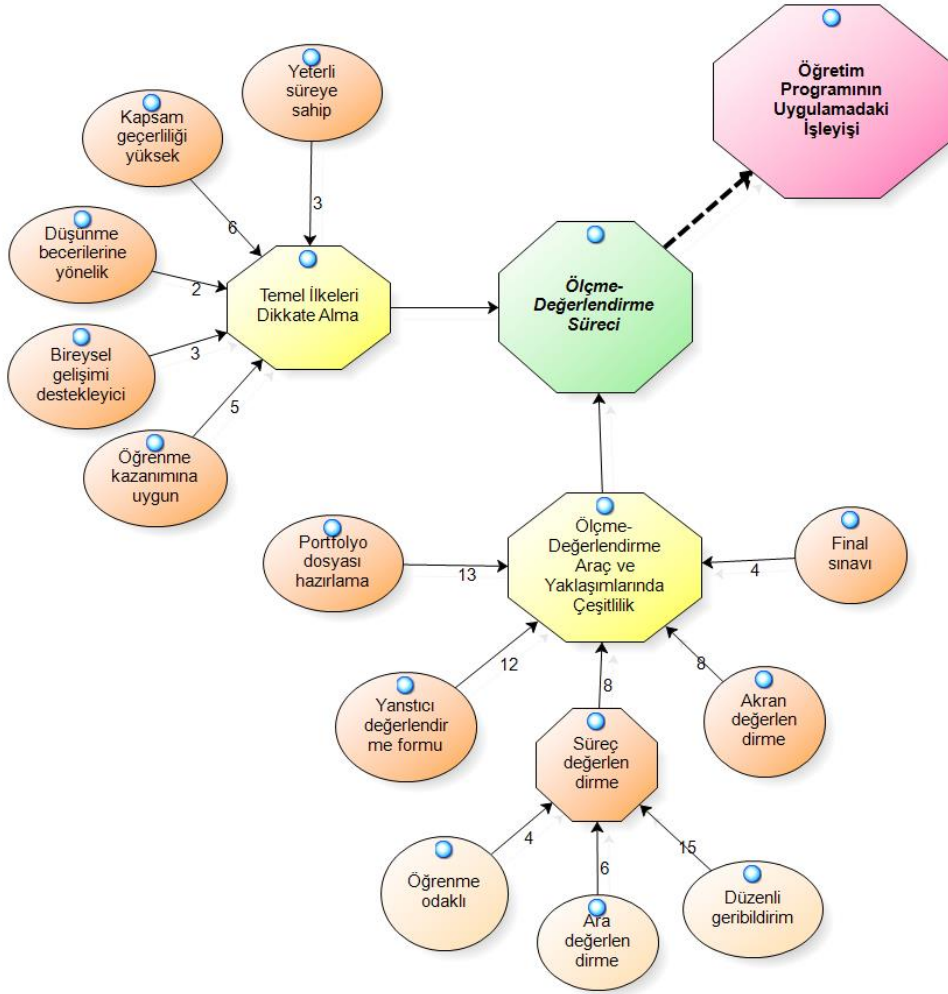 Öğretim
Programının
Uygulamadaki
İşleyişi
Yeterli
süreye
sahip
Kapsam
geçerliliği
yüksek
3
6
Düşünme
becerilerine
yönelik
2
Temel İlkeleri
Dikkate Alma
Ölçme-
Değerlendirme
Süreci
Bireysel
gelişimi
destekleyici
3
5
Öğrenme
kazanımına
uygun
Portfolyo
dosyası
hazırlama
13
Ölçme-
Değerlendirme
Araç ve
Yaklaşımlarında
Çeşitlilik
4
Final
sınavı
12
8
8
Yanstıcı
değerlendir
me formu
Süreç
değerlen
dirme
Akran
değerlen
dirme
4
6
15
Öğrenme
odaklı
Ara
değerlen
dirme
Düzenli
geribildirim